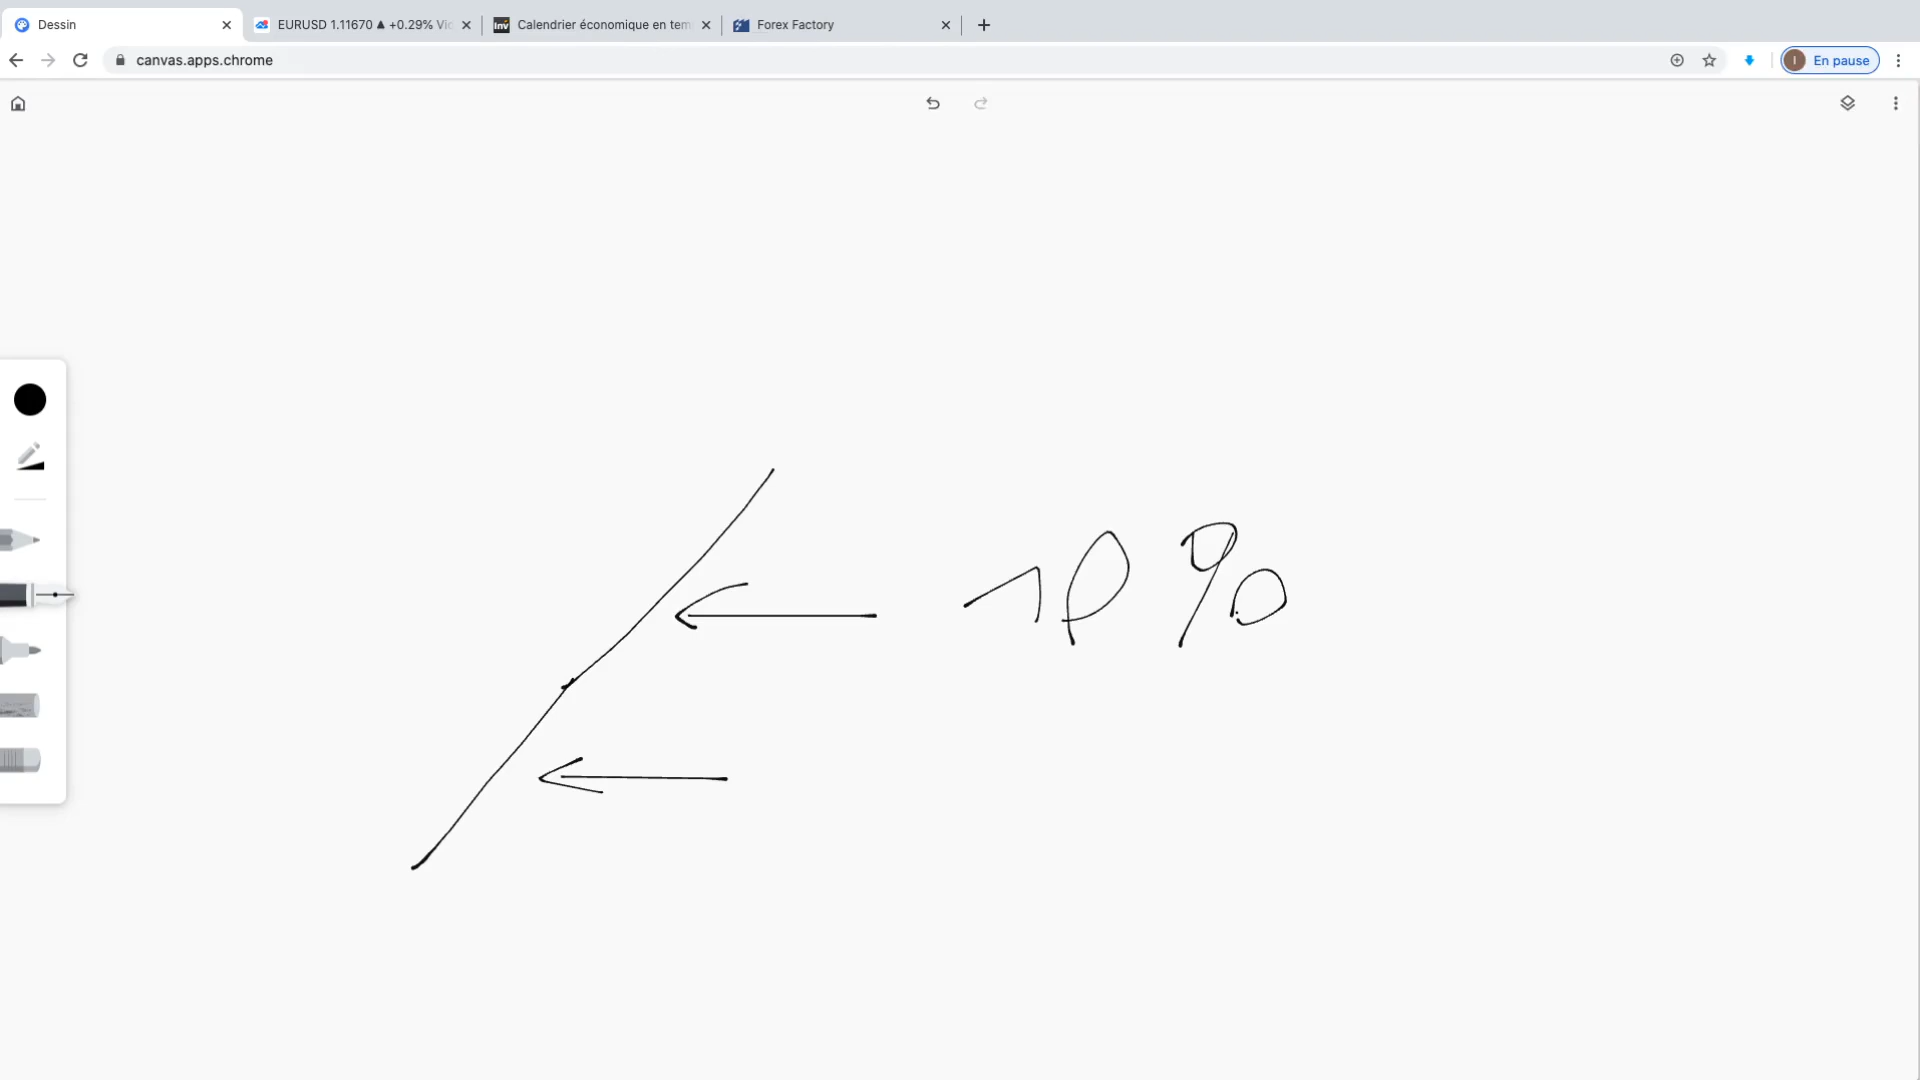 Dessin
EURUSD 1.11670 ▲ +0.29%
Calendrier économique en tem
Forex Factory
canvas.apps.chrome
I
En pause
10 %